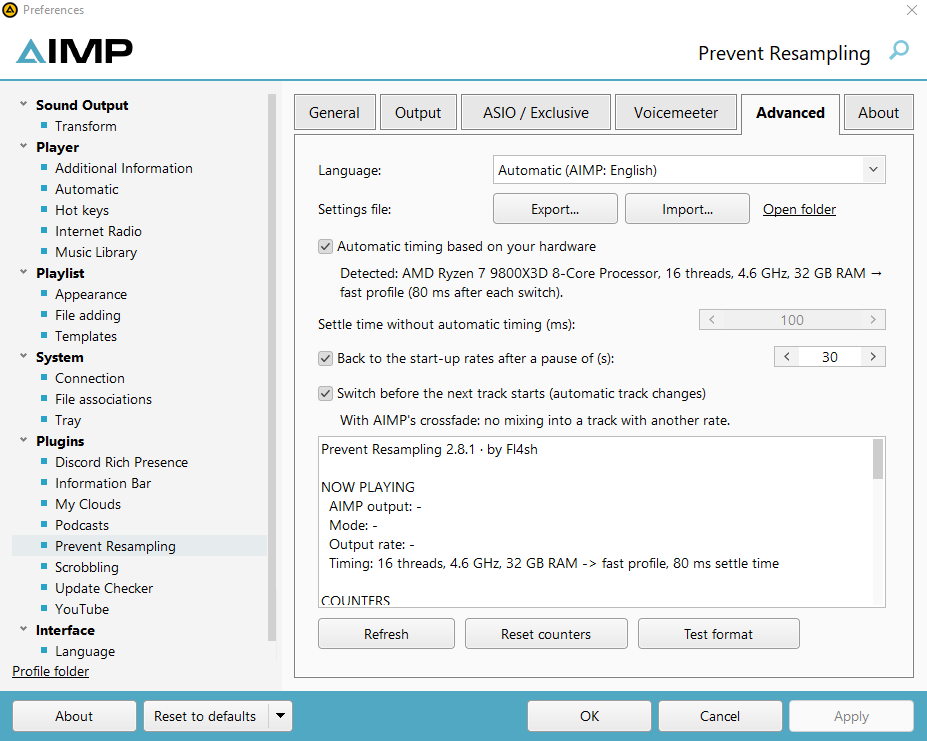 Preferences
AIMP
Prevent Resampling
Sound Output
Transform
Player
Additional Information
Automatic
Hot keys
Internet Radio
Music Library
Playlist
Appearance
File adding
Templates
System
Connection
File associations
Tray
Plugins
Discord Rich Presence
Information Bar
My Clouds
Podcasts
Prevent Resampling
Scrobbling
Update Checker
YouTube
Interface
Language
Profile folder
General
Output
ASIO / Exclusive
Voicemeeter
Advanced
About
Language:
Automatic (AIMP: English)
Settings file:
Export...
Import...
Open folder
Automatic timing based on your hardware
Detected: AMD Ryzen 7 9800X3D 8-Core Processor, 16 threads, 4.6 GHz, 32 GB RAM →
fast profile (80 ms after each switch).
Settle time without automatic timing (ms):
100
Back to the start-up rates after a pause of (s):
30
Switch before the next track starts (automatic track changes)
With AIMP's crossfade: no mixing into a track with another rate.
Prevent Resampling 2.8.1 · by Fl4sh
NOW PLAYING
AIMP output: -
Mode: -
Output rate: -
Timing: 16 threads, 4.6 GHz, 32 GB RAM -> fast profile, 80 ms settle time
COUNTERS
Refresh
Reset counters
Test format
About
Reset to defaults
OK
Cancel
Apply